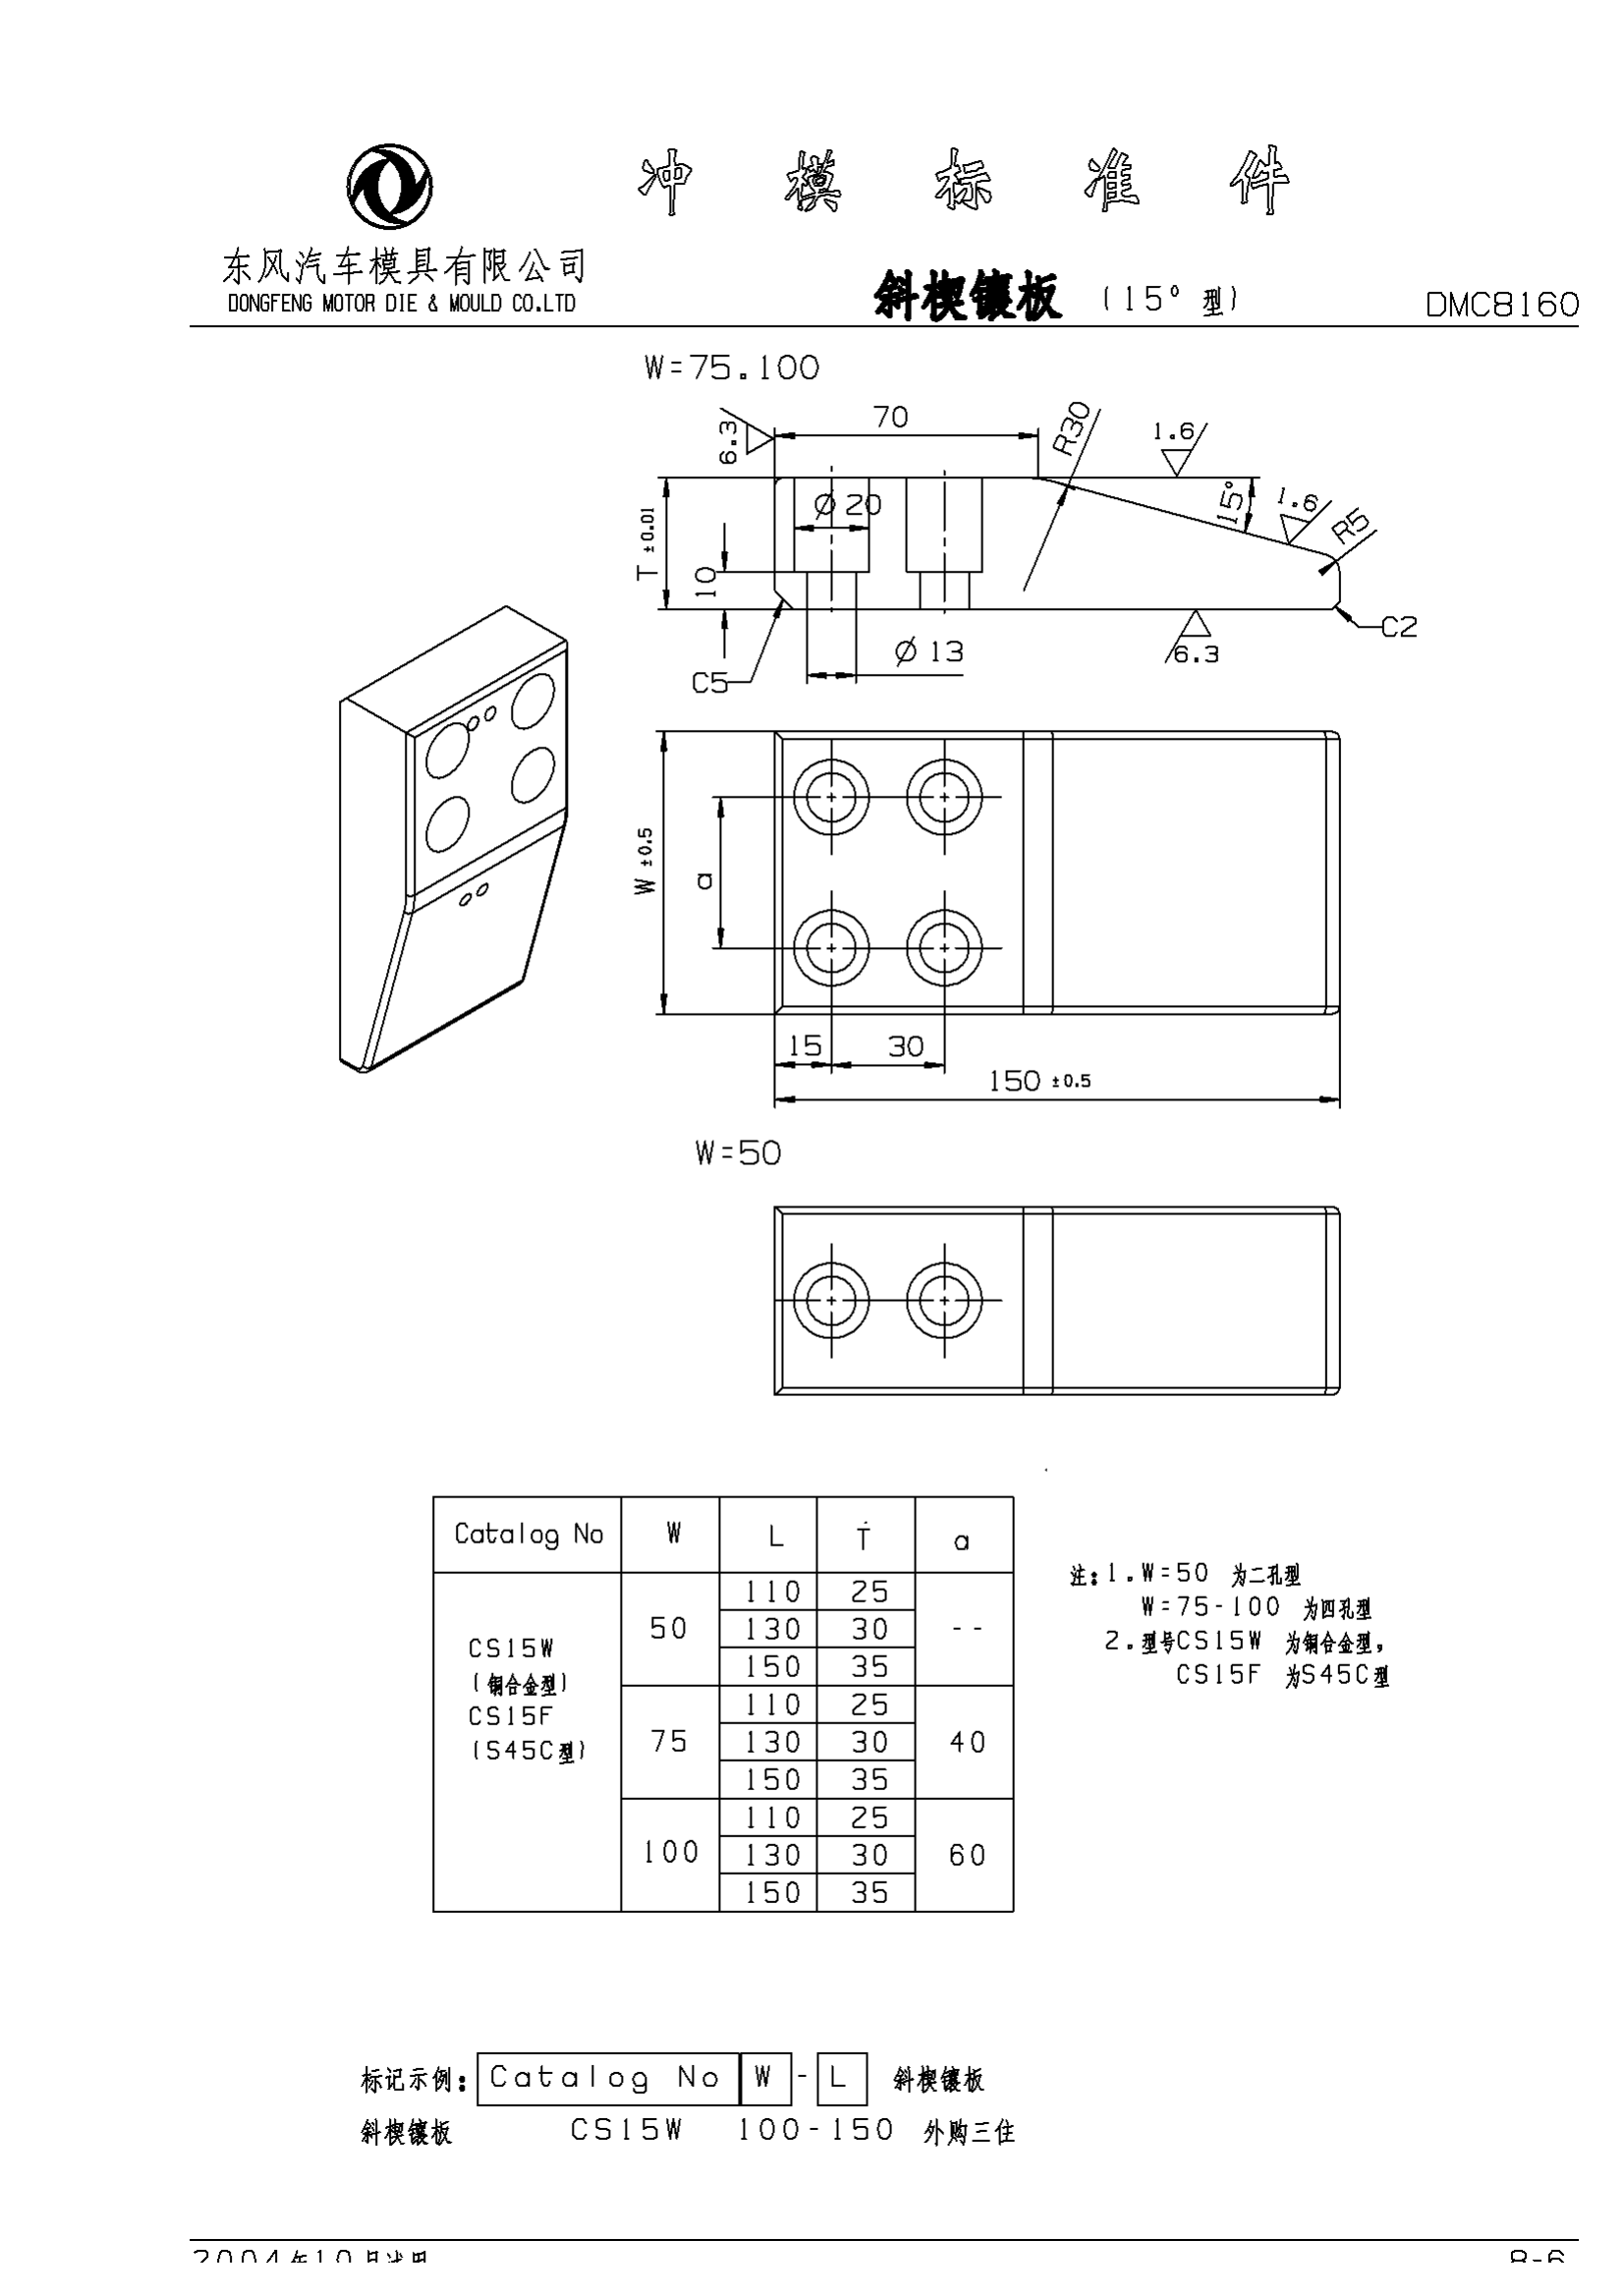 冲模标准件
东风汽车模具有限公司
DONGFENG MOTOR DIE & MOULD CO.LTD
斜楔镶板 (15° 型)
DMC8160
W=75.100
70
6.3
R30
1.6
15°
1.6
R5
Ø20
T ±0.01
10
C2
Ø13
6.3
C5
W ±0.5
a
15
30
150 ±0.5
W=50
Catalog No W L T a
CS15W
(铜合金型)
CS15F
(S45C型)
50
110 25
130 30
150 35
--
75
110 25
130 30
150 35
40
100
110 25
130 30
150 35
60
注:1.W=50 为二孔型
W=75-100 为四孔型
2.型号CS15W 为铜合金型,
CS15F 为S45C型
标记示例: Catalog No W - L 斜楔镶板
斜楔镶板 CS15W 100-150 外购三住
2004年10月
8-6